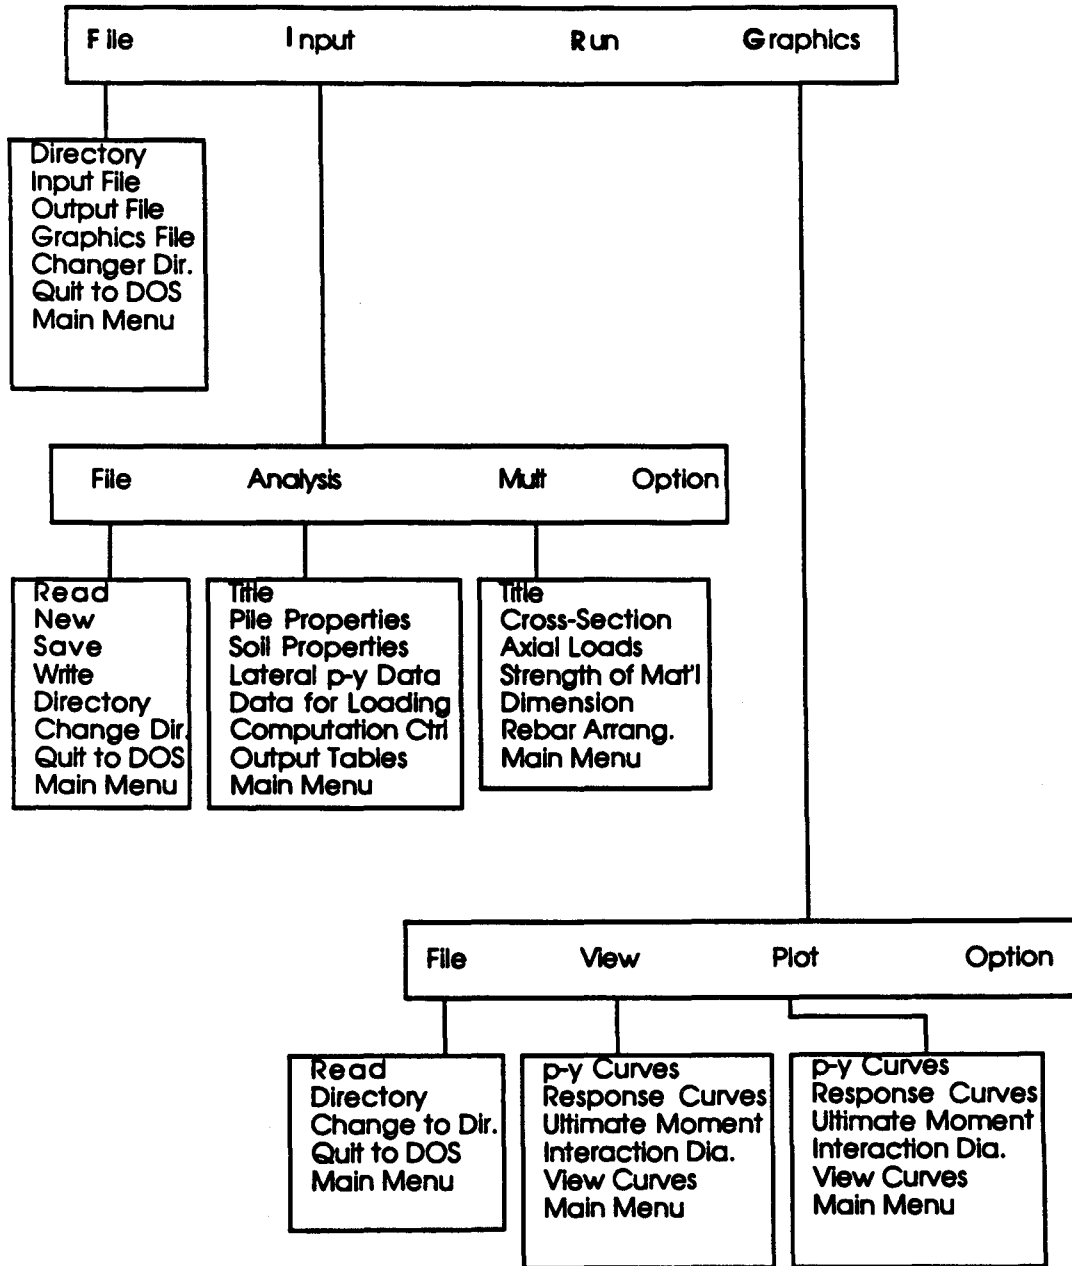 File Input Run Graphics
Directory
Input File
Output File
Graphics File
Changer Dir.
Quit to DOS
Main Menu
File Analysis Mult Option
Read
New
Save
Write
Directory
Change Dir.
Quit to DOS
Main Menu
Title
Pile Properties
Soil Properties
Lateral p-y Data
Data for Loading
Computation Ctrl
Output Tables
Main Menu
Title
Cross-Section
Axial Loads
Strength of Mat'l
Dimension
Rebar Arrang.
Main Menu
File View Plot Option
Read
Directory
Change to Dir.
Quit to DOS
Main Menu
p-y Curves
Response Curves
Ultimate Moment
Interaction Dia.
View Curves
Main Menu
p-y Curves
Response Curves
Ultimate Moment
Interaction Dia.
View Curves
Main Menu